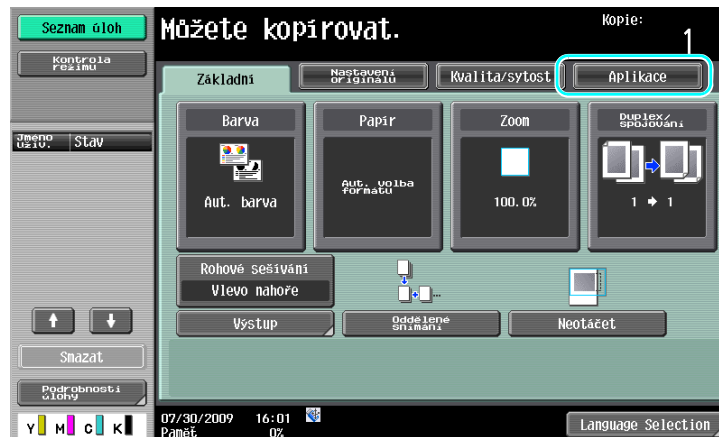 Seznam úloh
Můžete kopírovat.
Kopie:
1
Kontrola
režimu
Základní
Nastavení
originálu
Kvalita/sytost
Aplikace
Jméno
uživ.
Stav
Barva
Papír
Zoom
Duplex/
spojování
Aut. barva
Aut. volba
formátu
100.0%
1 → 1
Rohové sešívání
Vlevo nahoře
Výstup
Oddělené
snímání
Neotáčet
Smazat
Podrobnosti
úlohy
Y M C K
07/30/2009 16:01
Paměť 0%
Language Selection